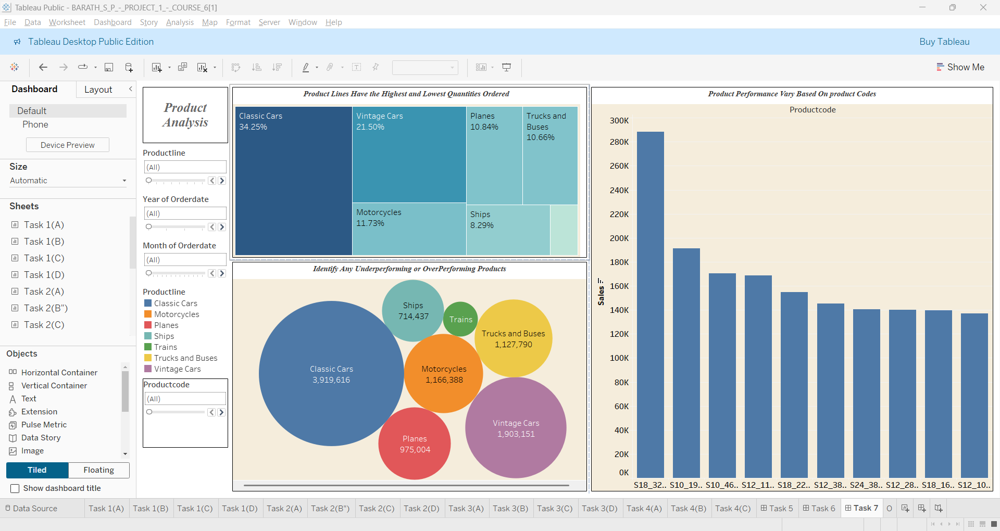 Tableau Public - BARATH_S_P_-_PROJECT_1_-_COURSE_6[1]
File Data Worksheet Dashboard Story Analysis Map Format Server Window Help
Tableau Desktop Public Edition
Buy Tableau
Show Me
Dashboard
Layout
Default
Phone
Device Preview
Size
Automatic
Sheets
Task 1(A)
Task 1(B)
Task 1(C)
Task 1(D)
Task 2(A)
Task 2(B")
Task 2(C)
Objects
Horizontal Container
Vertical Container
Text
Extension
Pulse Metric
Data Story
Image
Tiled
Floating
Show dashboard title
Product
Analysis
Productline
(All)
Year of Orderdate
(All)
Month of Orderdate
(All)
Productline
Classic Cars
Motorcycles
Planes
Ships
Trains
Trucks and Buses
Vintage Cars
Productcode
(All)
Product Lines Have the Highest and Lowest Quantities Ordered
Classic Cars
34.25%
Vintage Cars
21.50%
Planes
10.84%
Trucks and
Buses
10.66%
Motorcycles
11.73%
Ships
8.29%
Identify Any Underperforming or OverPerforming Products
Ships
714,437
Trains
Trucks and Buses
1,127,790
Classic Cars
3,919,616
Motorcycles
1,166,388
Vintage Cars
1,903,151
Planes
975,004
Product Performance Vary Based On product Codes
Productcode
300K
280K
260K
240K
220K
200K
180K
160K
140K
120K
100K
80K
60K
40K
20K
0K
Sales
S18_32.. S10_19.. S10_46.. S12_11.. S18_22.. S12_38.. S24_38.. S12_28.. S18_16.. S12_10..
Data Source Task 1(A) Task 1(B) Task 1(C) Task 1(D) Task 2(A) Task 2(B") Task 2(C) Task 2(D) Task 3(A) Task 3(B) Task 3(C) Task 3(D) Task 4(A) Task 4(B) Task 4(C) Task 5 Task 6 Task 7 O